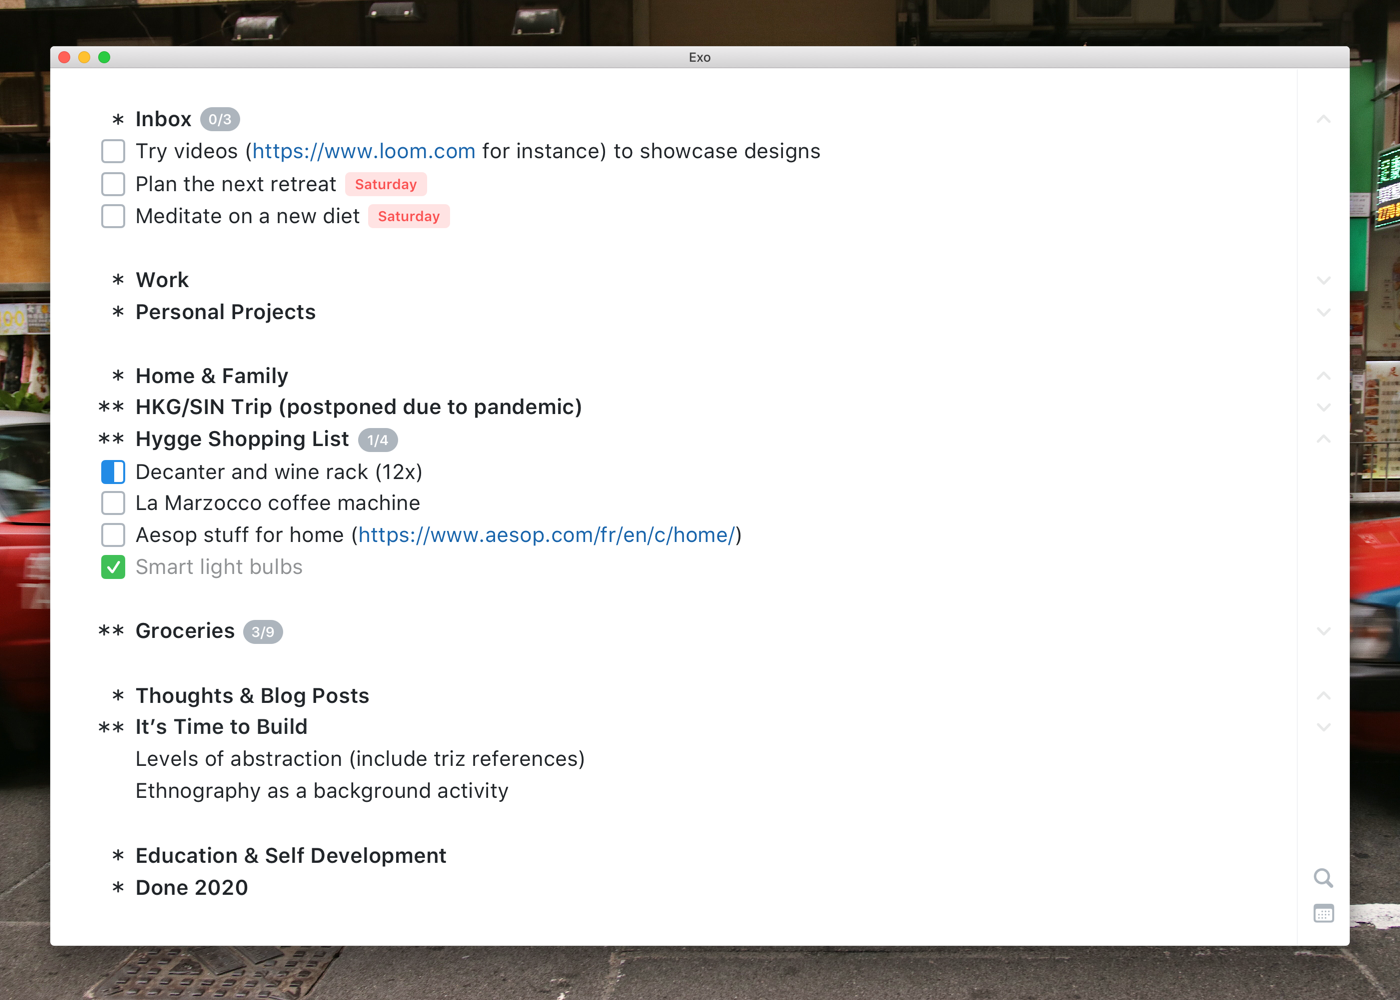 Exo
* Inbox 0/3
Try videos (https://www.loom.com for instance) to showcase designs
Plan the next retreat Saturday
Meditate on a new diet Saturday
* Work
* Personal Projects
* Home & Family
** HKG/SIN Trip (postponed due to pandemic)
** Hygge Shopping List 1/4
Decanter and wine rack (12x)
La Marzocco coffee machine
Aesop stuff for home (https://www.aesop.com/fr/en/c/home/)
Smart light bulbs
** Groceries 3/9
* Thoughts & Blog Posts
** It’s Time to Build
Levels of abstraction (include triz references)
Ethnography as a background activity
* Education & Self Development
* Done 2020